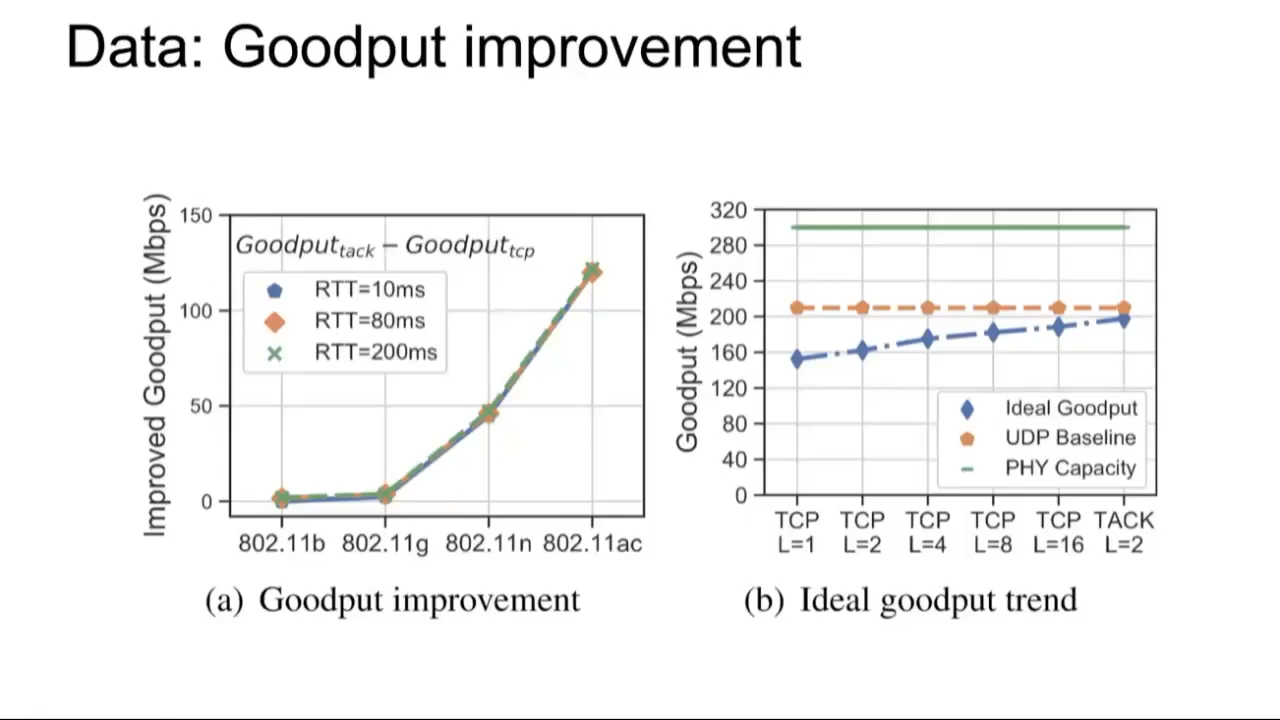 Data: Goodput improvement
Improved Goodput (Mbps)
150
100
50
0
Goodput_tack − Goodput_tcp
RTT=10ms
RTT=80ms
RTT=200ms
802.11b 802.11g 802.11n 802.11ac
(a) Goodput improvement
Goodput (Mbps)
320
280
240
200
160
120
80
40
0
Ideal Goodput
UDP Baseline
PHY Capacity
TCP TCP TCP TCP TCP TACK
L=1 L=2 L=4 L=8 L=16 L=2
(b) Ideal goodput trend